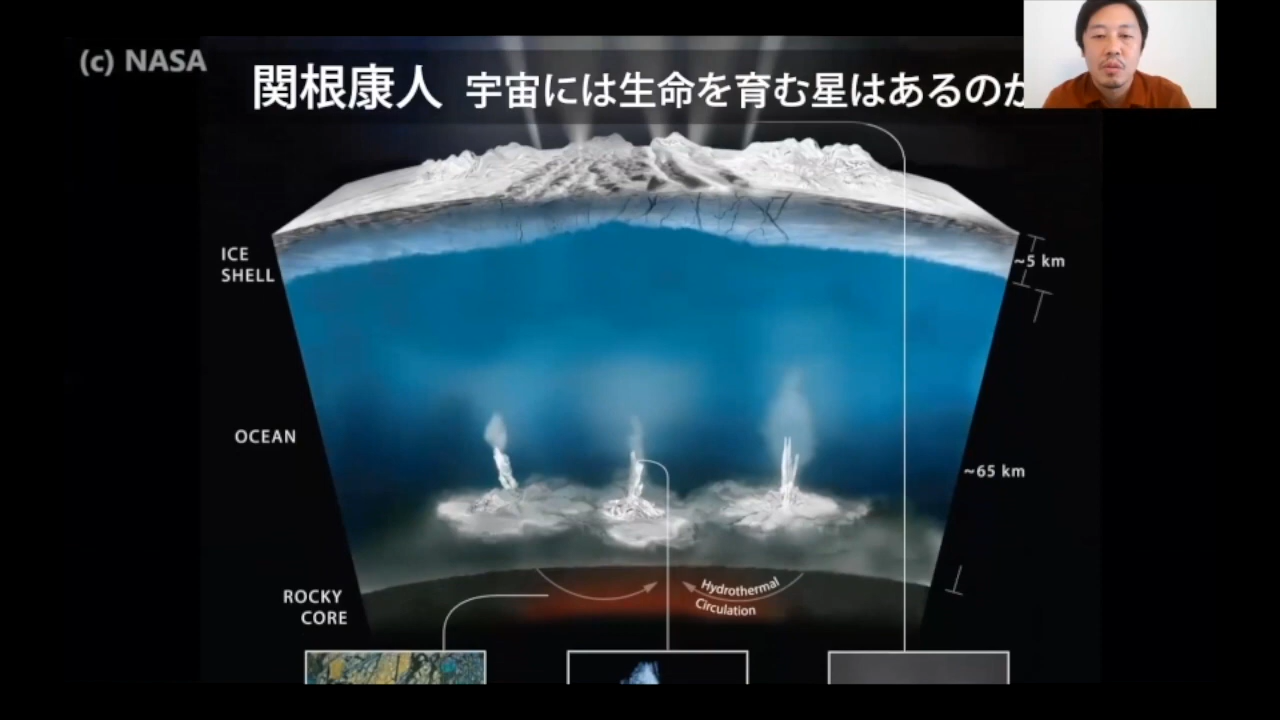 (c) NASA
関根康人 宇宙には生命を育む星はあるのか
ICE
SHELL
~5 km
OCEAN
~65 km
ROCKY
CORE
Hydrothermal
Circulation